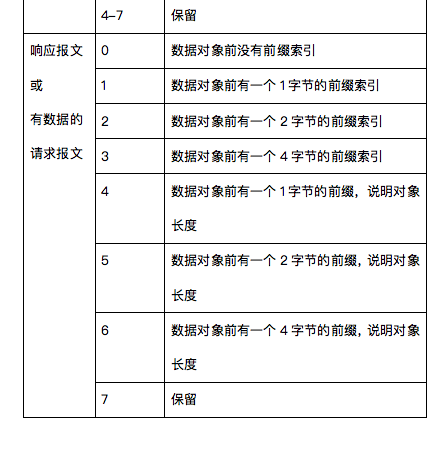 4–7 保留
响应报文 0 数据对象前没有前缀索引
或 1 数据对象前有一个 1 字节的前缀索引
有数据的 2 数据对象前有一个 2 字节的前缀索引
请求报文 3 数据对象前有一个 4 字节的前缀索引
4 数据对象前有一个 1 字节的前缀，说明对象
长度
5 数据对象前有一个 2 字节的前缀，说明对象
长度
6 数据对象前有一个 4 字节的前缀，说明对象
长度
7 保留